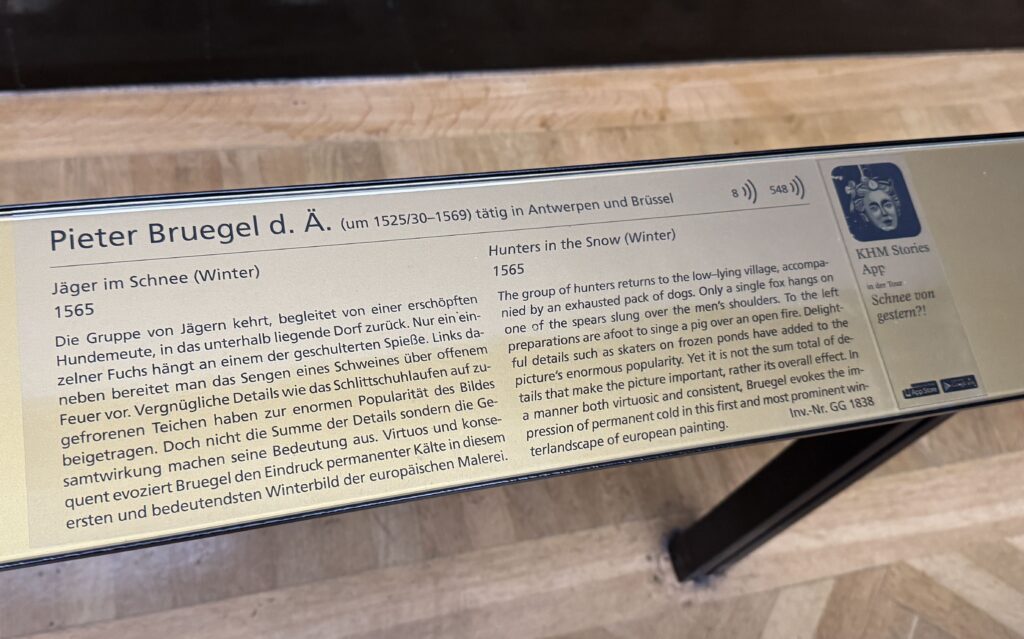 Pieter Bruegel d. Ä. (um 1525/30–1569) tätig in Antwerpen und Brüssel
8 548
Jäger im Schnee (Winter)
1565
Die Gruppe von Jägern kehrt, begleitet von einer erschöpften
Hundemeute, in das unterhalb liegende Dorf zurück. Nur ein ein-
zelner Fuchs hängt an einem der geschulterten Spieße. Links da-
neben bereitet man das Sengen eines Schweines über offenem
Feuer vor. Vergnügliche Details wie das Schlittschuhlaufen auf zu-
gefrorenen Teichen haben zur enormen Popularität des Bildes
beigetragen. Doch nicht die Summe der Details sondern die Ge-
samtwirkung machen seine Bedeutung aus. Virtuos und konse-
quent evoziert Bruegel den Eindruck permanenter Kälte in diesem
ersten und bedeutendsten Winterbild der europäischen Malerei.
Hunters in the Snow (Winter)
1565
The group of hunters returns to the low–lying village, accompa-
nied by an exhausted pack of dogs. Only a single fox hangs on
one of the spears slung over the men's shoulders. To the left
preparations are afoot to singe a pig over an open fire. Delight-
ful details such as skaters on frozen ponds have added to the
picture's enormous popularity. Yet it is not the sum total of de-
tails that make the picture important, rather its overall effect. In
a manner both virtuosic and consistent, Bruegel evokes the im-
pression of permanent cold in this first and most prominent win-
terlandscape of european painting.
Inv.-Nr. GG 1838
KHM Stories
App
in der Tour
Schnee von
gestern?!
App Store